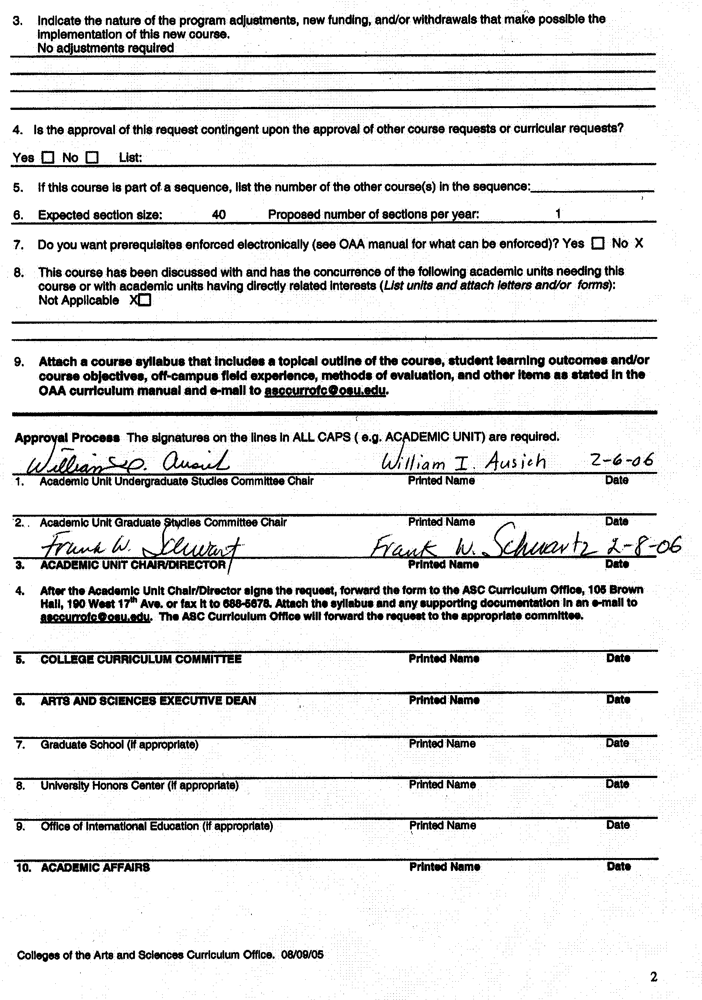 3. Indicate the nature of the program adjustments, new funding, and/or withdrawals that make possible the
implementation of this new course.
No adjustments required
4. Is the approval of this request contingent upon the approval of other course requests or curricular requests?
Yes ☐ No ☐ List:
5. If this course is part of a sequence, list the number of the other course(s) in the sequence:
6. Expected section size: 40 Proposed number of sections per year: 1
7. Do you want prerequisites enforced electronically (see OAA manual for what can be enforced)? Yes ☐ No X
8. This course has been discussed with and has the concurrence of the following academic units needing this
course or with academic units having directly related interests (List units and attach letters and/or forms):
Not Applicable X☐
9. Attach a course syllabus that includes a topical outline of the course, student learning outcomes and/or
course objectives, off-campus field experience, methods of evaluation, and other items as stated in the
OAA curriculum manual and e-mail to asccurrofc@osu.edu.
Approval Process The signatures on the lines in ALL CAPS ( e.g. ACADEMIC UNIT) are required.
William Ausich William I. Ausich 2-6-06
1. Academic Unit Undergraduate Studies Committee Chair Printed Name Date
2. Academic Unit Graduate Studies Committee Chair Printed Name Date
Frank W. Schwartz Frank W. Schwartz 2-8-06
3. ACADEMIC UNIT CHAIR/DIRECTOR Printed Name Date
4. After the Academic Unit Chair/Director signs the request, forward the form to the ASC Curriculum Office, 105 Brown
Hall, 190 West 17th Ave. or fax it to 688-5678. Attach the syllabus and any supporting documentation in an e-mail to
asccurrofc@osu.edu. The ASC Curriculum Office will forward the request to the appropriate committee.
5. COLLEGE CURRICULUM COMMITTEE Printed Name Date
6. ARTS AND SCIENCES EXECUTIVE DEAN Printed Name Date
7. Graduate School (if appropriate) Printed Name Date
8. University Honors Center (if appropriate) Printed Name Date
9. Office of International Education (if appropriate) Printed Name Date
10. ACADEMIC AFFAIRS Printed Name Date
Colleges of the Arts and Sciences Curriculum Office. 08/09/05
2